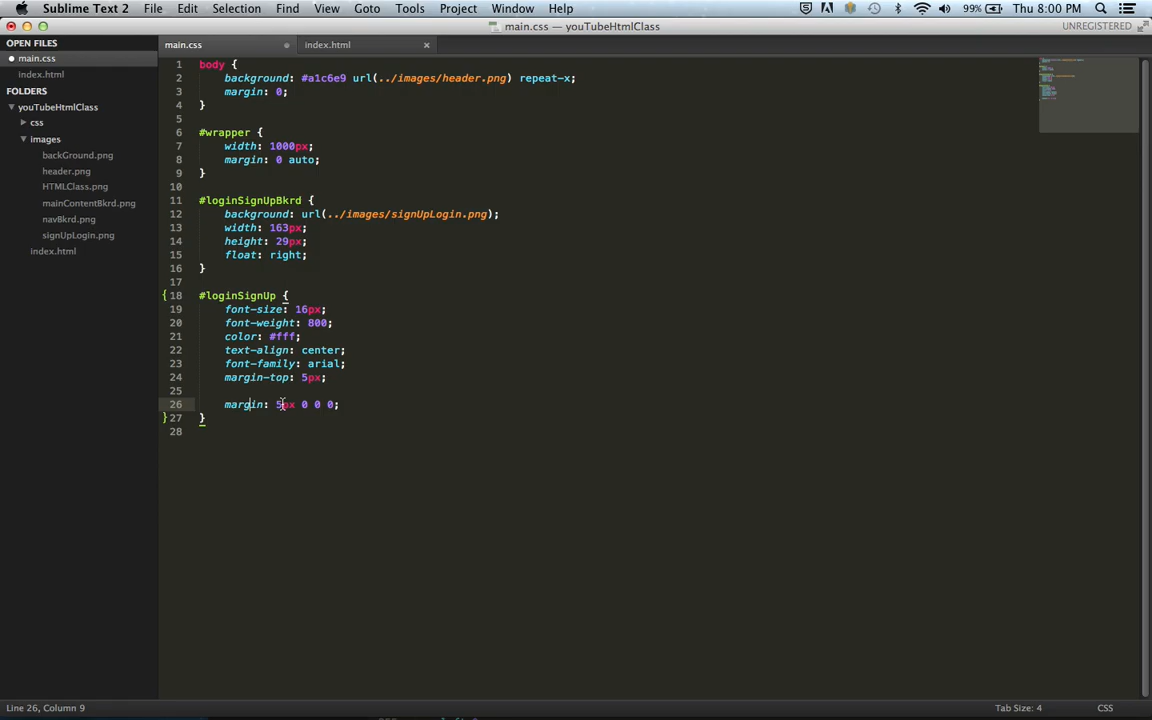 Sublime Text 2 File Edit Selection Find View Goto Tools Project Window Help 99% Thu 8:00 PM
main.css — youTubeHtmlClass UNREGISTERED
OPEN FILES
main.css
index.html
FOLDERS
youTubeHtmlClass
css
images
backGround.png
header.png
HTMLClass.png
mainContentBkrd.png
navBkrd.png
signUpLogin.png
index.html
main.css index.html
1 body {
2 background: #a1c6e9 url(../images/header.png) repeat-x;
3 margin: 0;
4 }
5
6 #wrapper {
7 width: 1000px;
8 margin: 0 auto;
9 }
10
11 #loginSignUpBkrd {
12 background: url(../images/signUpLogin.png);
13 width: 163px;
14 height: 29px;
15 float: right;
16 }
17
18 #loginSignUp {
19 font-size: 16px;
20 font-weight: 800;
21 color: #fff;
22 text-align: center;
23 font-family: arial;
24 margin-top: 5px;
25
26 margin: 5px 0 0 0;
27 }
28
Line 26, Column 9 Tab Size: 4 CSS